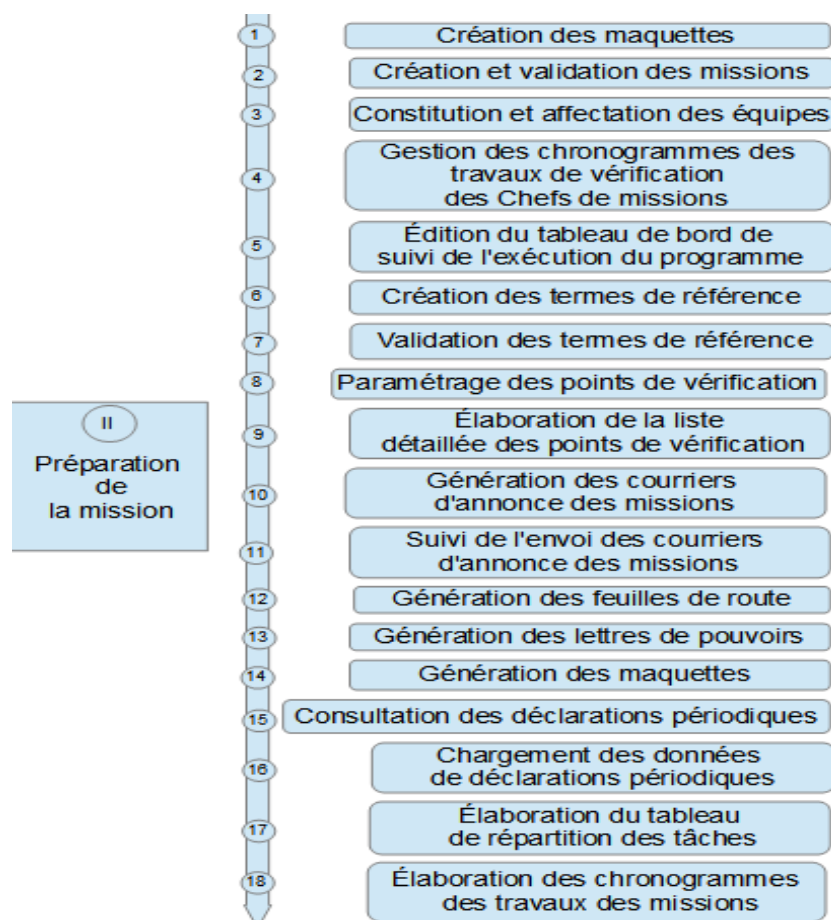 1
Création des maquettes
2
Création et validation des missions
3
Constitution et affectation des équipes
4
Gestion des chronogrammes des
travaux de vérification
des Chefs de missions
5
Édition du tableau de bord de
suivi de l'exécution du programme
6
Création des termes de référence
7
Validation des termes de référence
8
Paramétrage des points de vérification
II
Préparation
de
la mission
9
Élaboration de la liste
détaillée des points de vérification
10
Génération des courriers
d'annonce des missions
11
Suivi de l'envoi des courriers
d'annonce des missions
12
Génération des feuilles de route
13
Génération des lettres de pouvoirs
14
Génération des maquettes
15
Consultation des déclarations périodiques
16
Chargement des données
de déclarations périodiques
17
Élaboration du tableau
de répartition des tâches
18
Élaboration des chronogrammes
des travaux des missions